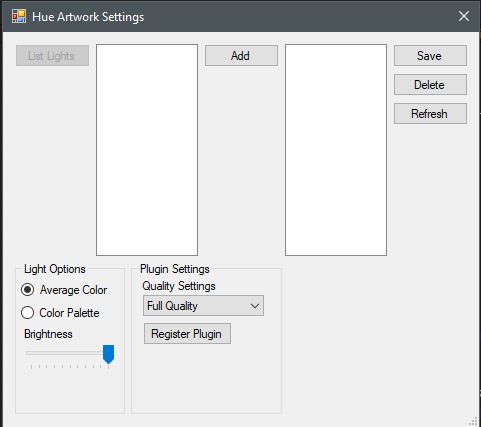 Hue Artwork Settings
List Lights
Add
Save
Delete
Refresh
Light Options
Average Color
Color Palette
Brightness
Plugin Settings
Quality Settings
Full Quality
Register Plugin